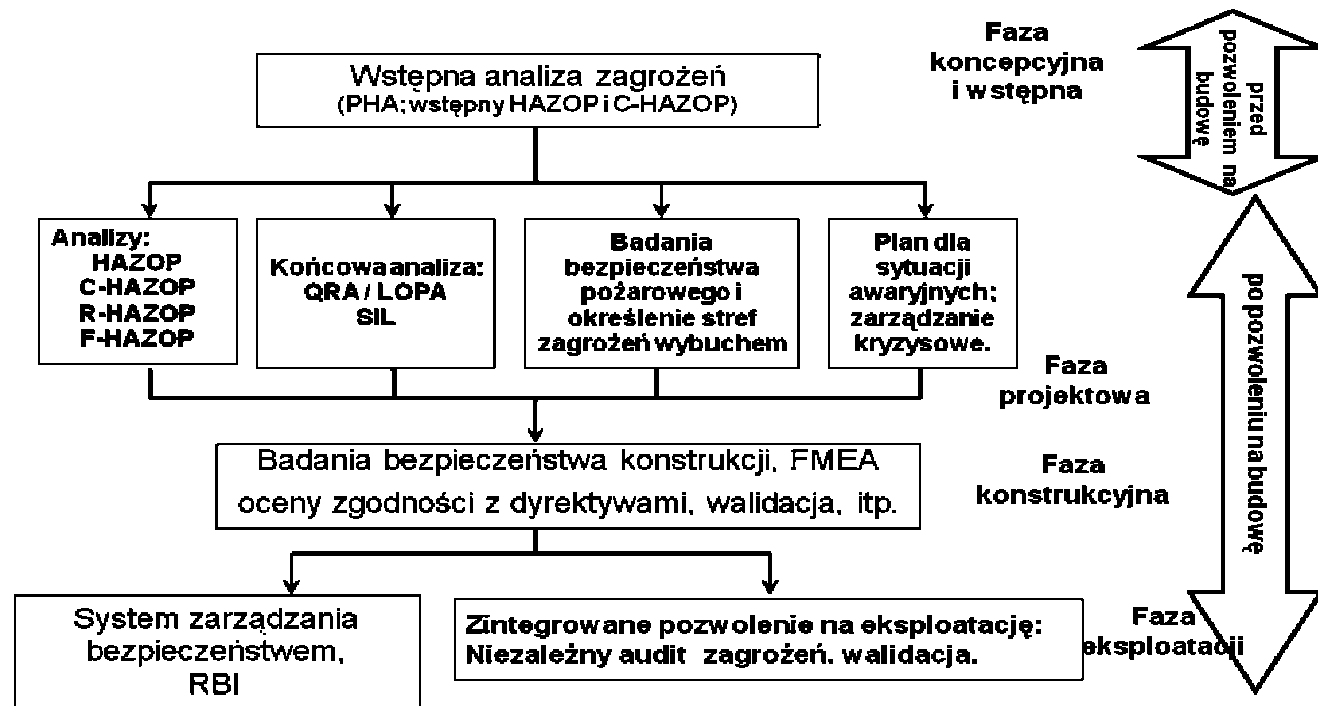 Wstępna analiza zagrożeń
(PHA; wstępny HAZOP i C-HAZOP)
Faza
koncepcyjna
i wstępna
przed
pozwoleniem na
budowę
Analizy:
HAZOP
C-HAZOP
R-HAZOP
F-HAZOP
Końcowa analiza:
QRA / LOPA
SIL
Badania
bezpieczeństwa
pożarowego i
określenie stref
zagrożeń wybuchem
Plan dla
sytuacji
awaryjnych;
zarządzanie
kryzysowe.
Faza
projektowa
po pozwoleniu na budowę
Badania bezpieczeństwa konstrukcji, FMEA
oceny zgodności z dyrektywami, walidacja, itp.
Faza
konstrukcyjna
System zarządzania
bezpieczeństwem,
RBI
Zintegrowane pozwolenie na eksploatację:
Niezależny audit zagrożeń. walidacja.
Faza
eksploatacji